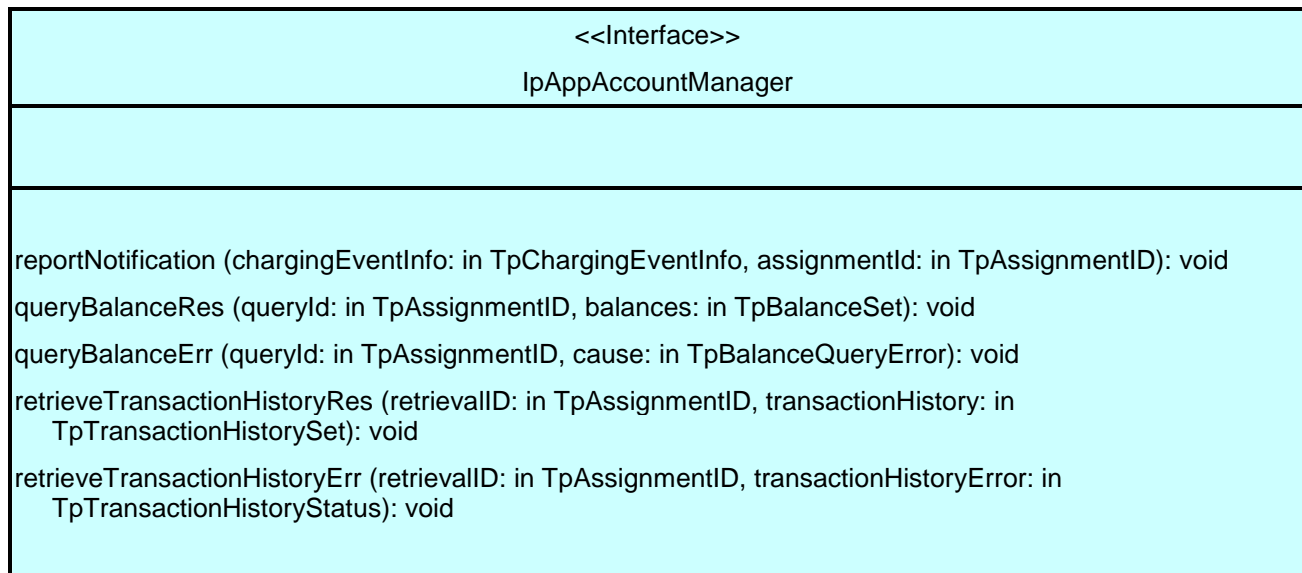 <<Interface>>
IpAppAccountManager
reportNotification (chargingEventInfo: in TpChargingEventInfo, assignmentId: in TpAssignmentID): void
queryBalanceRes (queryId: in TpAssignmentID, balances: in TpBalanceSet): void
queryBalanceErr (queryId: in TpAssignmentID, cause: in TpBalanceQueryError): void
retrieveTransactionHistoryRes (retrievalID: in TpAssignmentID, transactionHistory: in
TpTransactionHistorySet): void
retrieveTransactionHistoryErr (retrievalID: in TpAssignmentID, transactionHistoryError: in
TpTransactionHistoryStatus): void